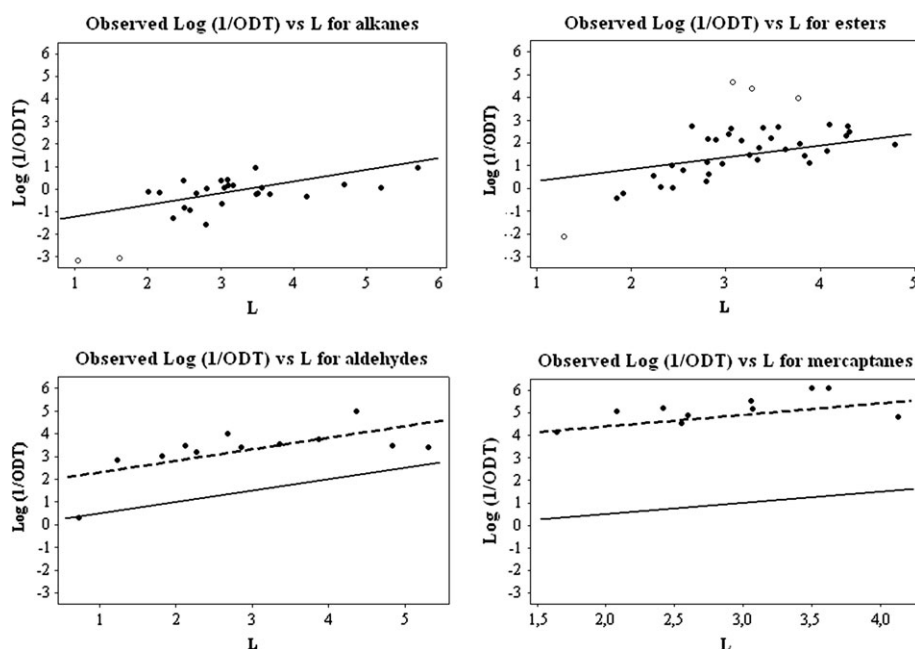 Observed Log (1/ODT) vs L for alkanes
Log (1/ODT)
6
5
4
3
2
1
0
-1
-2
-3
1 2 3 4 5 6
L
Observed Log (1/ODT) vs L for esters
Log (1/ODT)
6
5
4
3
2
1
0
1 2 3 4 5
L
Observed Log (1/ODT) vs L for aldehydes
Log (1/ODT)
6
5
4
3
2
1
0
-1
-2
-3
1 2 3 4 5
L
Observed Log (1/ODT) vs L for mercaptanes
Log (1/ODT)
6
5
4
3
2
1
0
-1
-2
-3
1,5 2,0 2,5 3,0 3,5 4,0
L